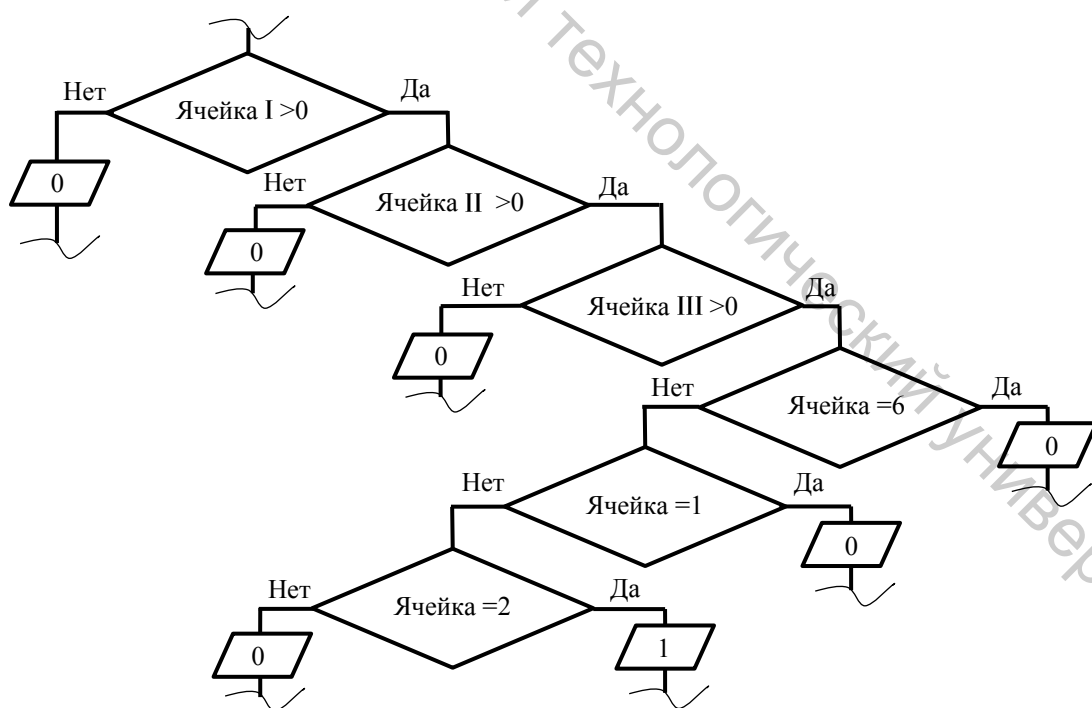 Нет
Ячейка I >0
Да
0
Нет
Ячейка II >0
Да
0
Нет
Ячейка III >0
Да
0
Нет
Ячейка =6
Да
0
Нет
Ячейка =1
Да
0
Нет
Ячейка =2
Да
0
1
технологический